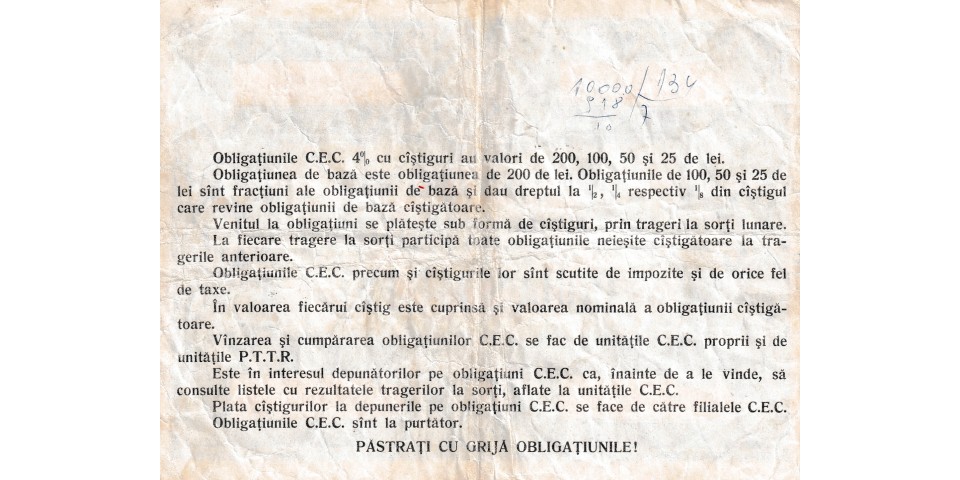 10000 / 134
918 / 7
10
Obligațiunile C.E.C. 4% cu cîștiguri au valori de 200, 100, 50 și 25 de lei.
Obligațiunea de bază este obligațiunea de 200 de lei. Obligațiunile de 100, 50 și 25 de
lei sînt fracțiuni ale obligațiunii de bază și dau dreptul la 1/2, 1/4 respectiv 1/8 din cîștigul
care revine obligațiunii de bază cîștigătoare.
Venitul la obligațiuni se plătește sub formă de cîștiguri, prin trageri la sorți lunare.
La fiecare tragere la sorți participă toate obligațiunile neieșite cîștigătoare la tra-
gerile anterioare.
Obligațiunile C.E.C. precum și cîștigurile lor sînt scutite de impozite și de orice fel
de taxe.
În valoarea fiecărui cîștig este cuprinsă și valoarea nominală a obligațiunii cîștigă-
toare.
Vînzarea și cumpărarea obligațiunilor C.E.C. se fac de unitățile C.E.C. proprii și de
unitățile P.T.T.R.
Este în interesul depunătorilor pe obligațiuni C.E.C. ca, înainte de a le vinde, să
consulte listele cu rezultatele tragerilor la sorți, aflate la unitățile C.E.C.
Plata cîștigurilor la depunerile pe obligațiuni C.E.C. se face de către filialele C.E.C.
Obligațiunile C.E.C. sînt la purtător.
PĂSTRAȚI CU GRIJĂ OBLIGAȚIUNILE!